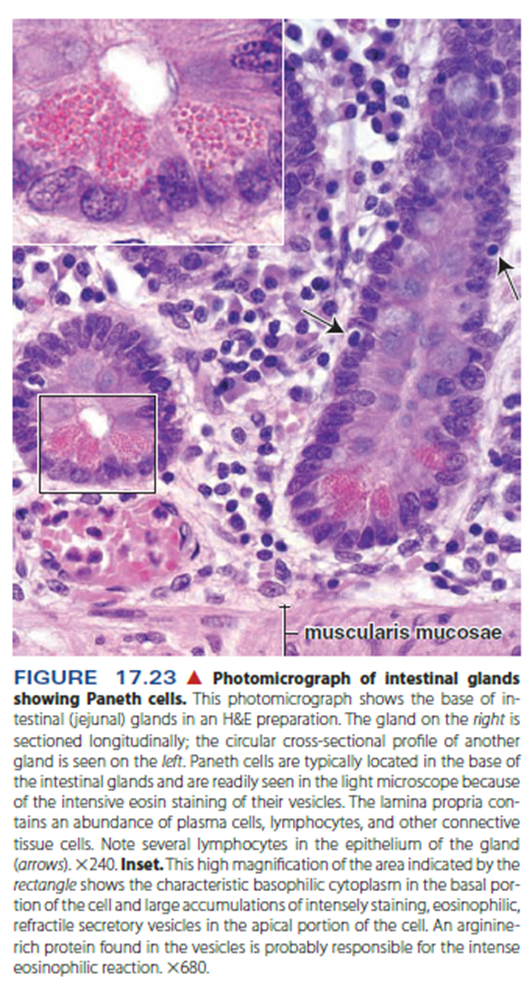 muscularis mucosae
FIGURE 17.23 ▲ Photomicrograph of intestinal glands
showing Paneth cells. This photomicrograph shows the base of in-
testinal (jejunal) glands in an H&E preparation. The gland on the right is
sectioned longitudinally; the circular cross-sectional profile of another
gland is seen on the left. Paneth cells are typically located in the base of
the intestinal glands and are readily seen in the light microscope because
of the intensive eosin staining of their vesicles. The lamina propria con-
tains an abundance of plasma cells, lymphocytes, and other connective
tissue cells. Note several lymphocytes in the epithelium of the gland
(arrows). ×240. Inset. This high magnification of the area indicated by the
rectangle shows the characteristic basophilic cytoplasm in the basal por-
tion of the cell and large accumulations of intensely staining, eosinophilic,
refractile secretory vesicles in the apical portion of the cell. An arginine-
rich protein found in the vesicles is probably responsible for the intense
eosinophilic reaction. ×680.